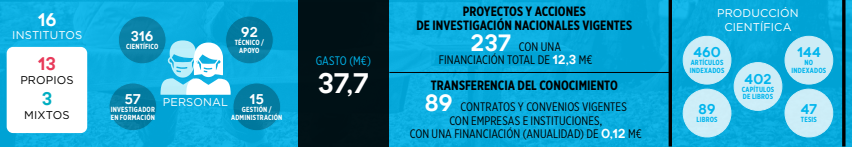 16
INSTITUTOS
13
PROPIOS
3
MIXTOS
316
CIENTÍFICO
92
TÉCNICO /
APOYO
57
INVESTIGADOR
EN FORMACIÓN
PERSONAL
15
GESTIÓN /
ADMINISTRACIÓN
GASTO (M€)
37,7
PROYECTOS Y ACCIONES
DE INVESTIGACIÓN NACIONALES VIGENTES
237 CON UNA
FINANCIACIÓN TOTAL DE 12,3 M€
TRANSFERENCIA DEL CONOCIMIENTO
89 CONTRATOS Y CONVENIOS VIGENTES
CON EMPRESAS E INSTITUCIONES,
CON UNA FINANCIACIÓN (ANUALIDAD) DE 0,12 M€
PRODUCCIÓN
CIENTÍFICA
460
ARTÍCULOS
INDEXADOS
144
NO
INDEXADOS
402
CAPÍTULOS
DE LIBROS
89
LIBROS
47
TESIS